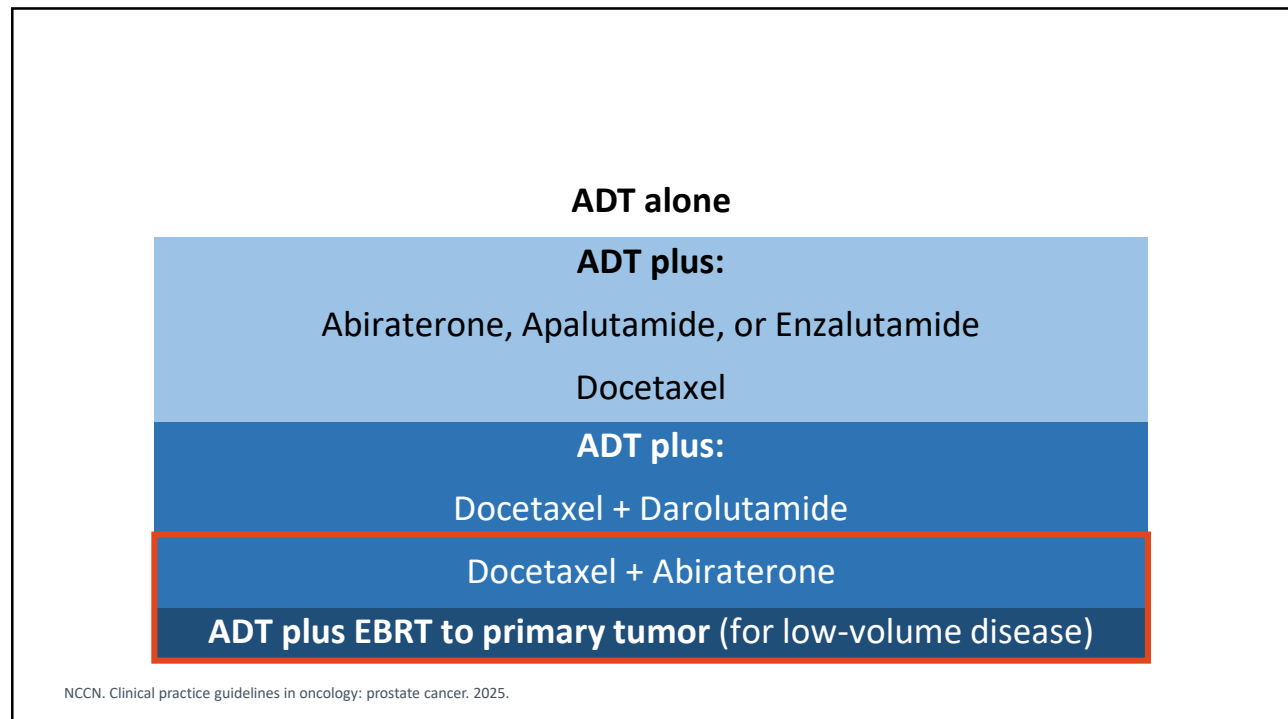 ADT alone
ADT plus:
Abiraterone, Apalutamide, or Enzalutamide
Docetaxel
ADT plus:
Docetaxel + Darolutamide
Docetaxel + Abiraterone
ADT plus EBRT to primary tumor (for low-volume disease)
NCCN. Clinical practice guidelines in oncology: prostate cancer. 2025.